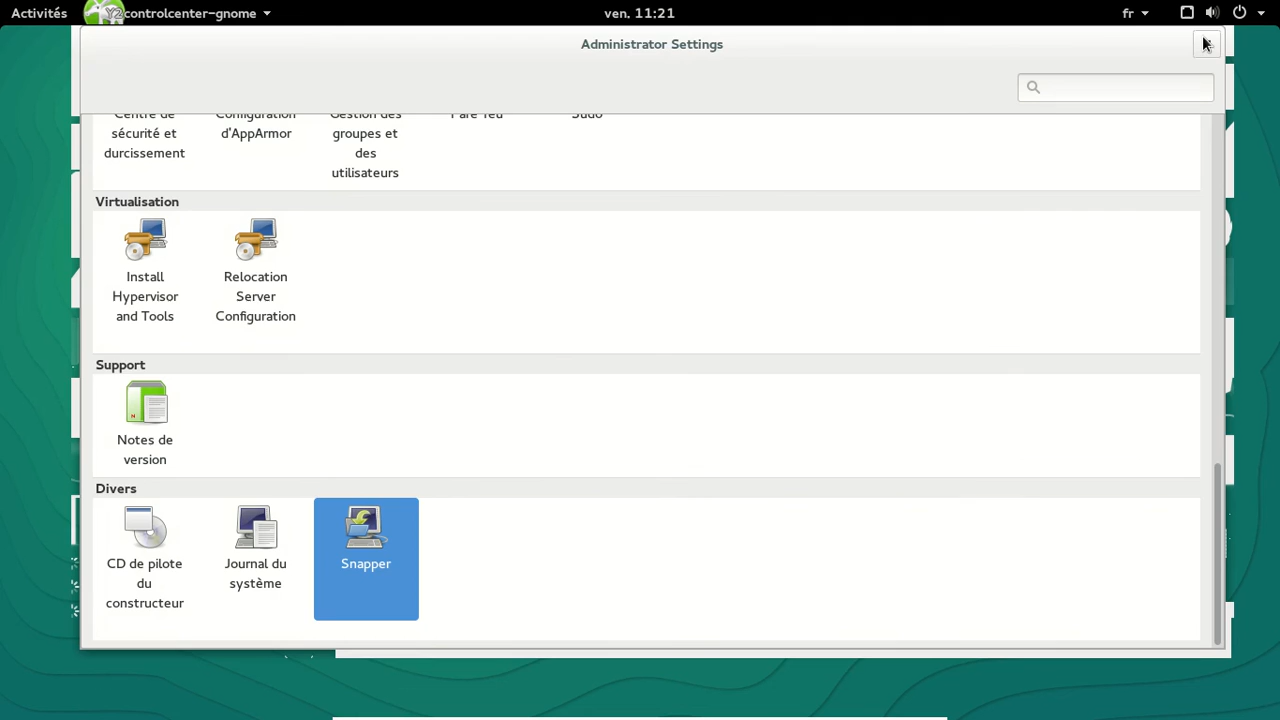 Activités
Y2controlcenter-gnome
ven. 11:21
fr
Administrator Settings
Centre de
sécurité et
durcissement
Configuration
d'AppArmor
Gestion des
groupes et
des
utilisateurs
Pare-feu
Sudo
Virtualisation
Install
Hypervisor
and Tools
Relocation
Server
Configuration
Support
Notes de
version
Divers
CD de pilote
du
constructeur
Journal du
système
Snapper